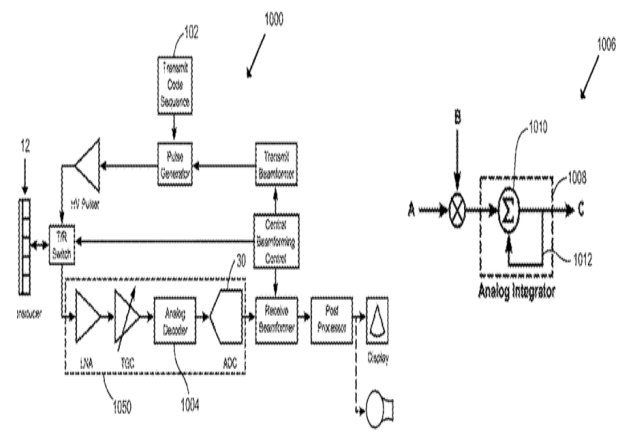 102
1000
Transmit
Code
Sequence
12
HV Pulser
Pulse
Generator
Transmit
Beamformer
T/R
Switch
Central
Beamforming
Control
30
LNA
TGC
Analog
Decoder
ADC
Receive
Beamformer
Post
Processor
Display
1050
1004
1006
B
1010
1008
A
Σ
C
1012
Analog Integrator